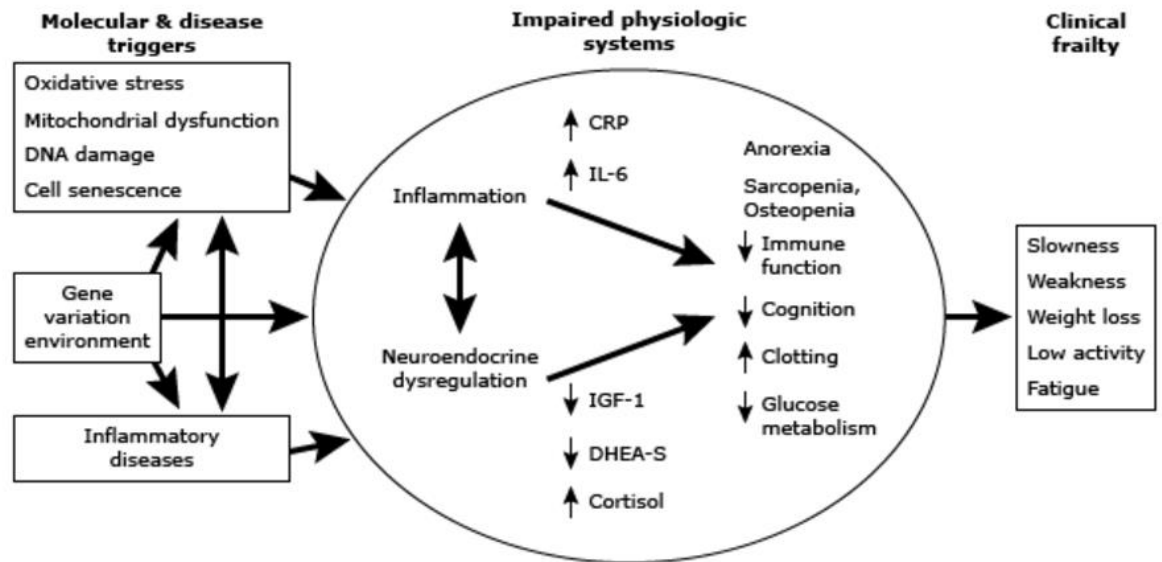 Molecular & disease
triggers
Oxidative stress
Mitochondrial dysfunction
DNA damage
Cell senescence
Gene
variation
environment
Inflammatory
diseases
Impaired physiologic
systems
CRP
IL-6
Inflammation
Neuroendocrine
dysregulation
IGF-1
DHEA-S
Cortisol
Anorexia
Sarcopenia,
Osteopenia
Immune
function
Cognition
Clotting
Glucose
metabolism
Clinical
frailty
Slowness
Weakness
Weight loss
Low activity
Fatigue